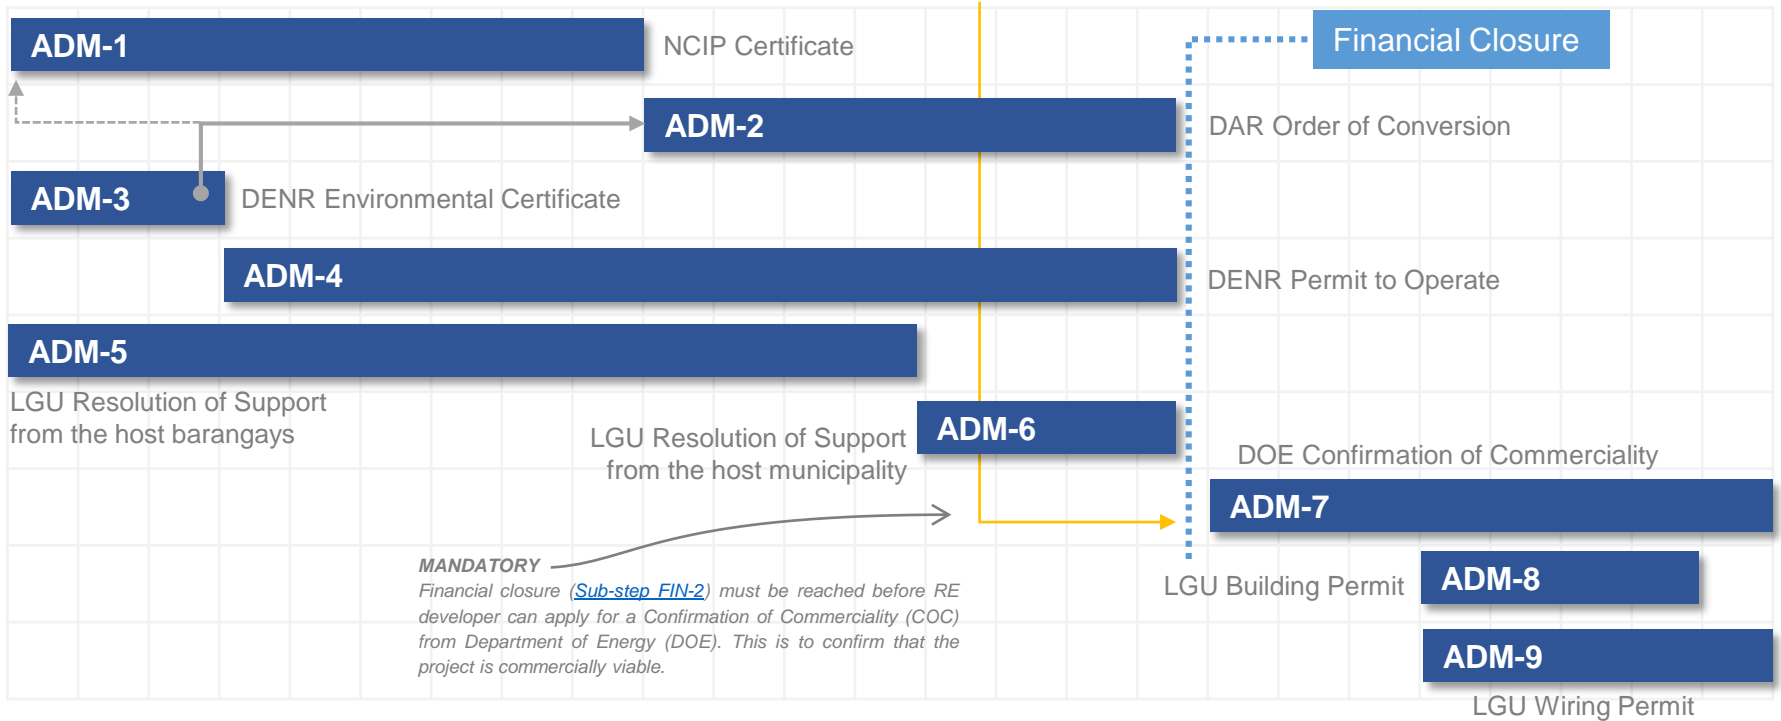 ADM-1
NCIP Certificate
Financial Closure
ADM-2
DAR Order of Conversion
ADM-3
DENR Environmental Certificate
ADM-4
DENR Permit to Operate
ADM-5
LGU Resolution of Support
from the host barangays
LGU Resolution of Support
from the host municipality
ADM-6
DOE Confirmation of Commerciality
ADM-7
MANDATORY
Financial closure (Sub-step FIN-2) must be reached before RE
developer can apply for a Confirmation of Commerciality (COC)
from Department of Energy (DOE). This is to confirm that the
project is commercially viable.
LGU Building Permit
ADM-8
ADM-9
LGU Wiring Permit